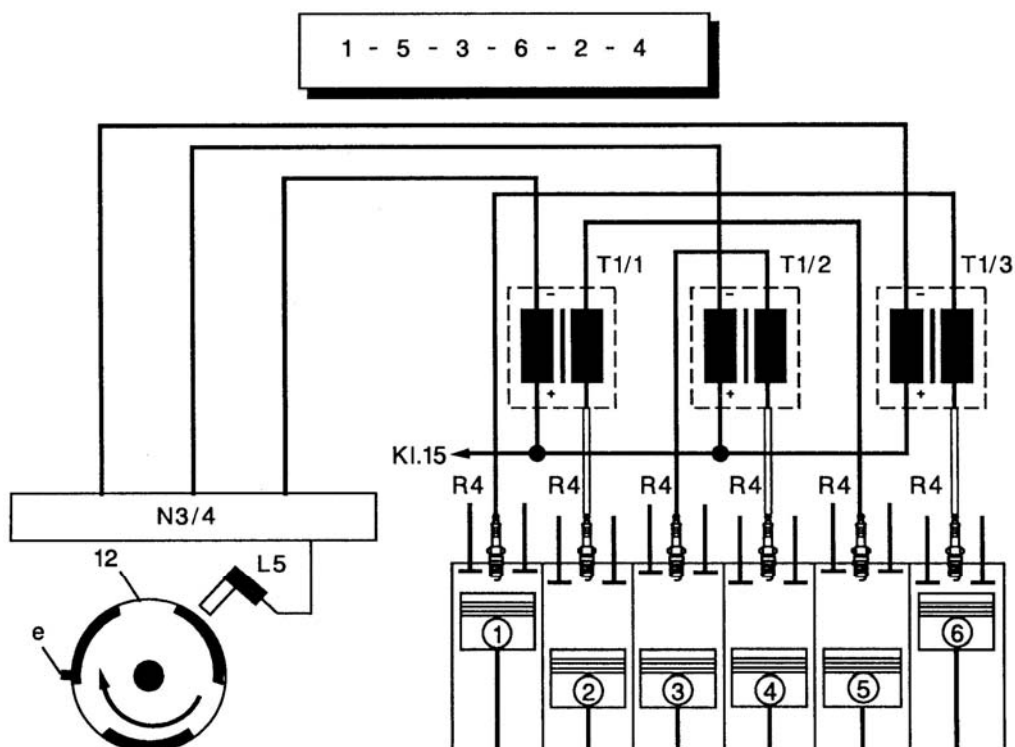 1 - 5 - 3 - 6 - 2 - 4
T1/1 T1/2 T1/3
- - -
+ + +
Kl.15
R4 R4 R4 R4 R4 R4
N3/4
12
L5
e
1 2 3 4 5 6